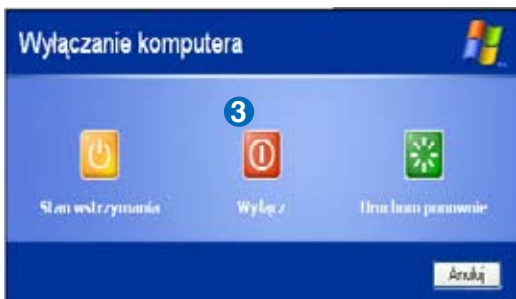 Wyłączanie komputera
3
Stan wstrzymania Wyłącz Uruchom ponownie
Anuluj